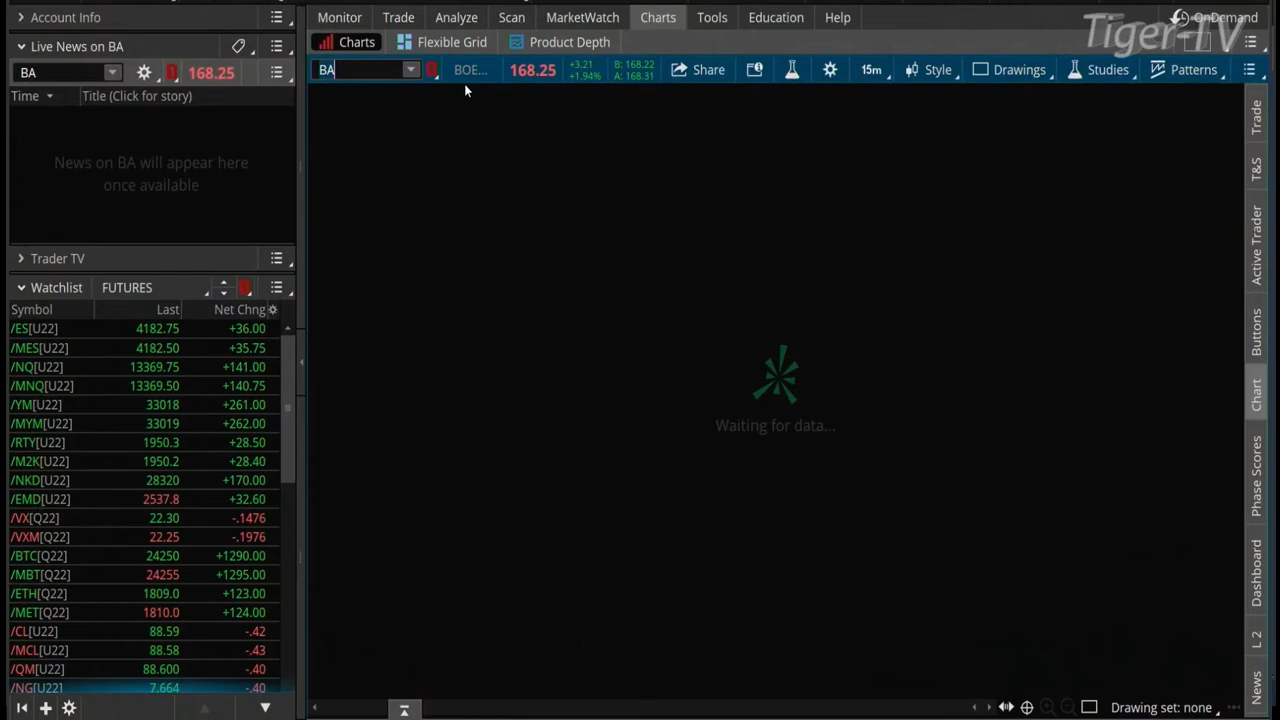 Account Info
Monitor Trade Analyze Scan MarketWatch Charts Tools Education Help
OnDemand
Tiger-TV
Live News on BA
Charts Flexible Grid Product Depth
BA 168.25
BA BOE... 168.25 +3.21 +1.94% B: 168.22 A: 168.31 Share 15m Style Drawings Studies Patterns
Time Title (Click for story)
News on BA will appear here
once available
Trader TV
Watchlist FUTURES
Symbol Last Net Chng
/ES[U22] 4182.75 +36.00
/MES[U22] 4182.50 +35.75
/NQ[U22] 13369.75 +141.00
/MNQ[U22] 13369.50 +140.75
/YM[U22] 33018 +261.00
/MYM[U22] 33019 +262.00
/RTY[U22] 1950.3 +28.50
/M2K[U22] 1950.2 +28.40
/NKD[U22] 28320 +170.00
/EMD[U22] 2537.8 +32.60
/VX[Q22] 22.30 -.1476
/VXM[Q22] 22.25 -.1976
/BTC[Q22] 24250 +1290.00
/MBT[Q22] 24255 +1295.00
/ETH[Q22] 1809.0 +123.00
/MET[Q22] 1810.0 +124.00
/CL[U22] 88.59 -.42
/MCL[U22] 88.58 -.43
/QM[U22] 88.600 -.40
/NG[U22] 7.664 -.40
Waiting for data...
Trade
T&S
Active Trader
Buttons
Chart
Phase Scores
Dashboard
L 2
News
Drawing set: none